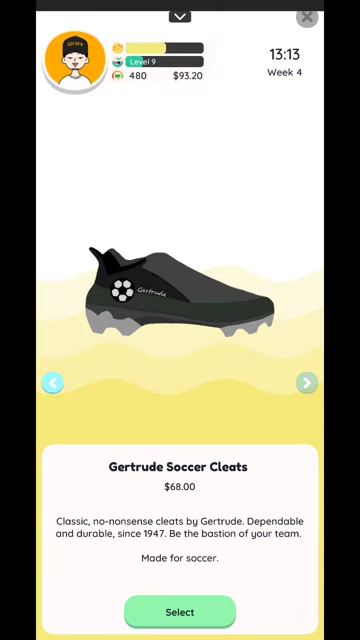 GOLDEN
Level 9
480 $93.20
13:13
Week 4
Gertrude
Gertrude Soccer Cleats
$68.00
Classic, no-nonsense cleats by Gertrude. Dependable
and durable, since 1947. Be the bastion of your team.
Made for soccer.
Select